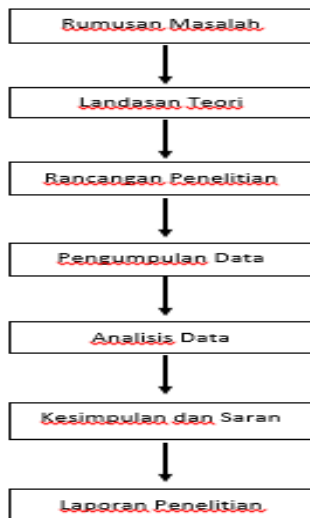 Rumusan Masalah
Landasan Teori
Rancangan Penelitian
Pengumpulan Data
Analisis Data
Kesimpulan dan Saran
Laporan Penelitian